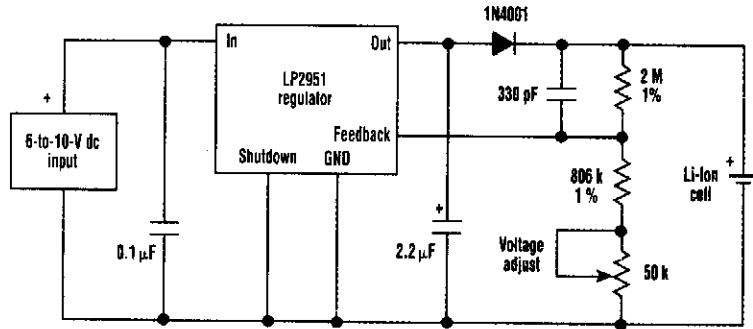 1N4001
In
Out
LP2951
regulator
330 pF
2 M
1%
+
6-to-10-V dc
input
Feedback
Shutdown
GND
806 k
1 %
+
Li-Ion
cell
+
0.1 μF
2.2 μF
Voltage
adjust
50 k